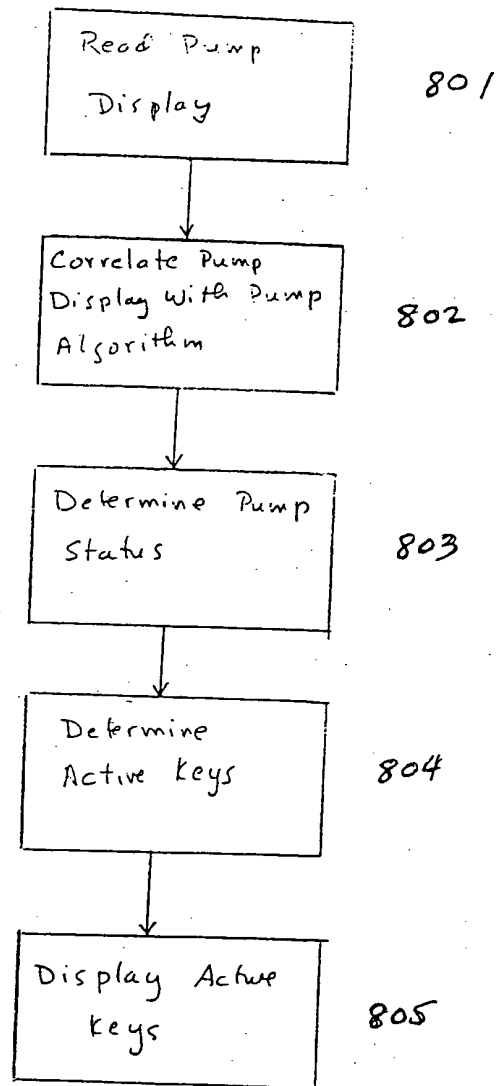 Read Pump
Display
801
Correlate Pump
Display with Pump
Algorithm
802
Determine Pump
Status
803
Determine
Active Keys
804
Display Active
Keys
805